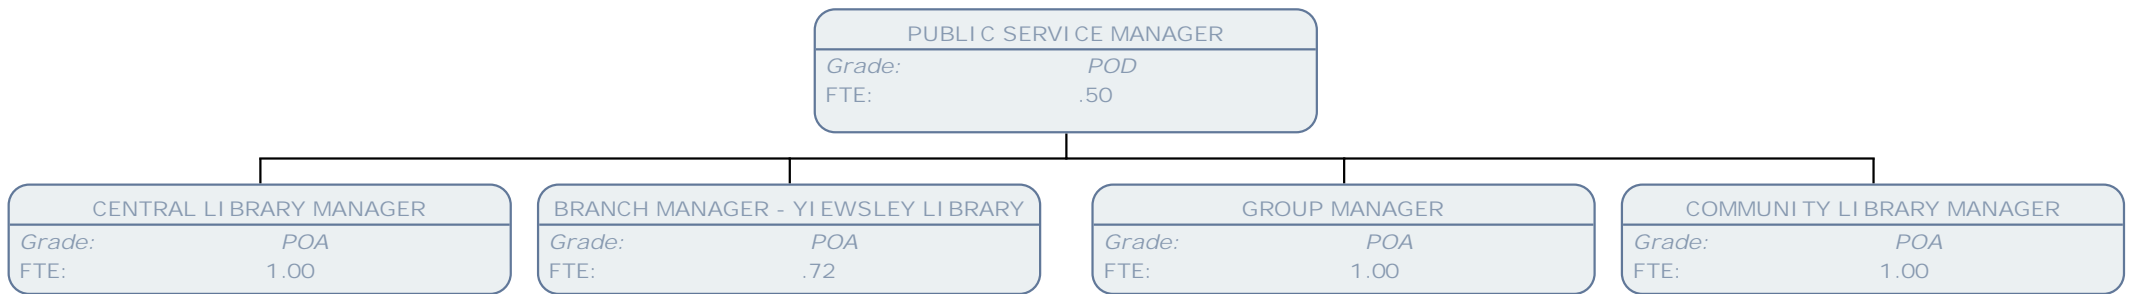 PUBLIC SERVICE MANAGER
Grade: POD
FTE: .50
CENTRAL LIBRARY MANAGER
Grade: POA
FTE: 1.00
BRANCH MANAGER - YIEWSLEY LIBRARY
Grade: POA
FTE: .72
GROUP MANAGER
Grade: POA
FTE: 1.00
COMMUNITY LIBRARY MANAGER
Grade: POA
FTE: 1.00